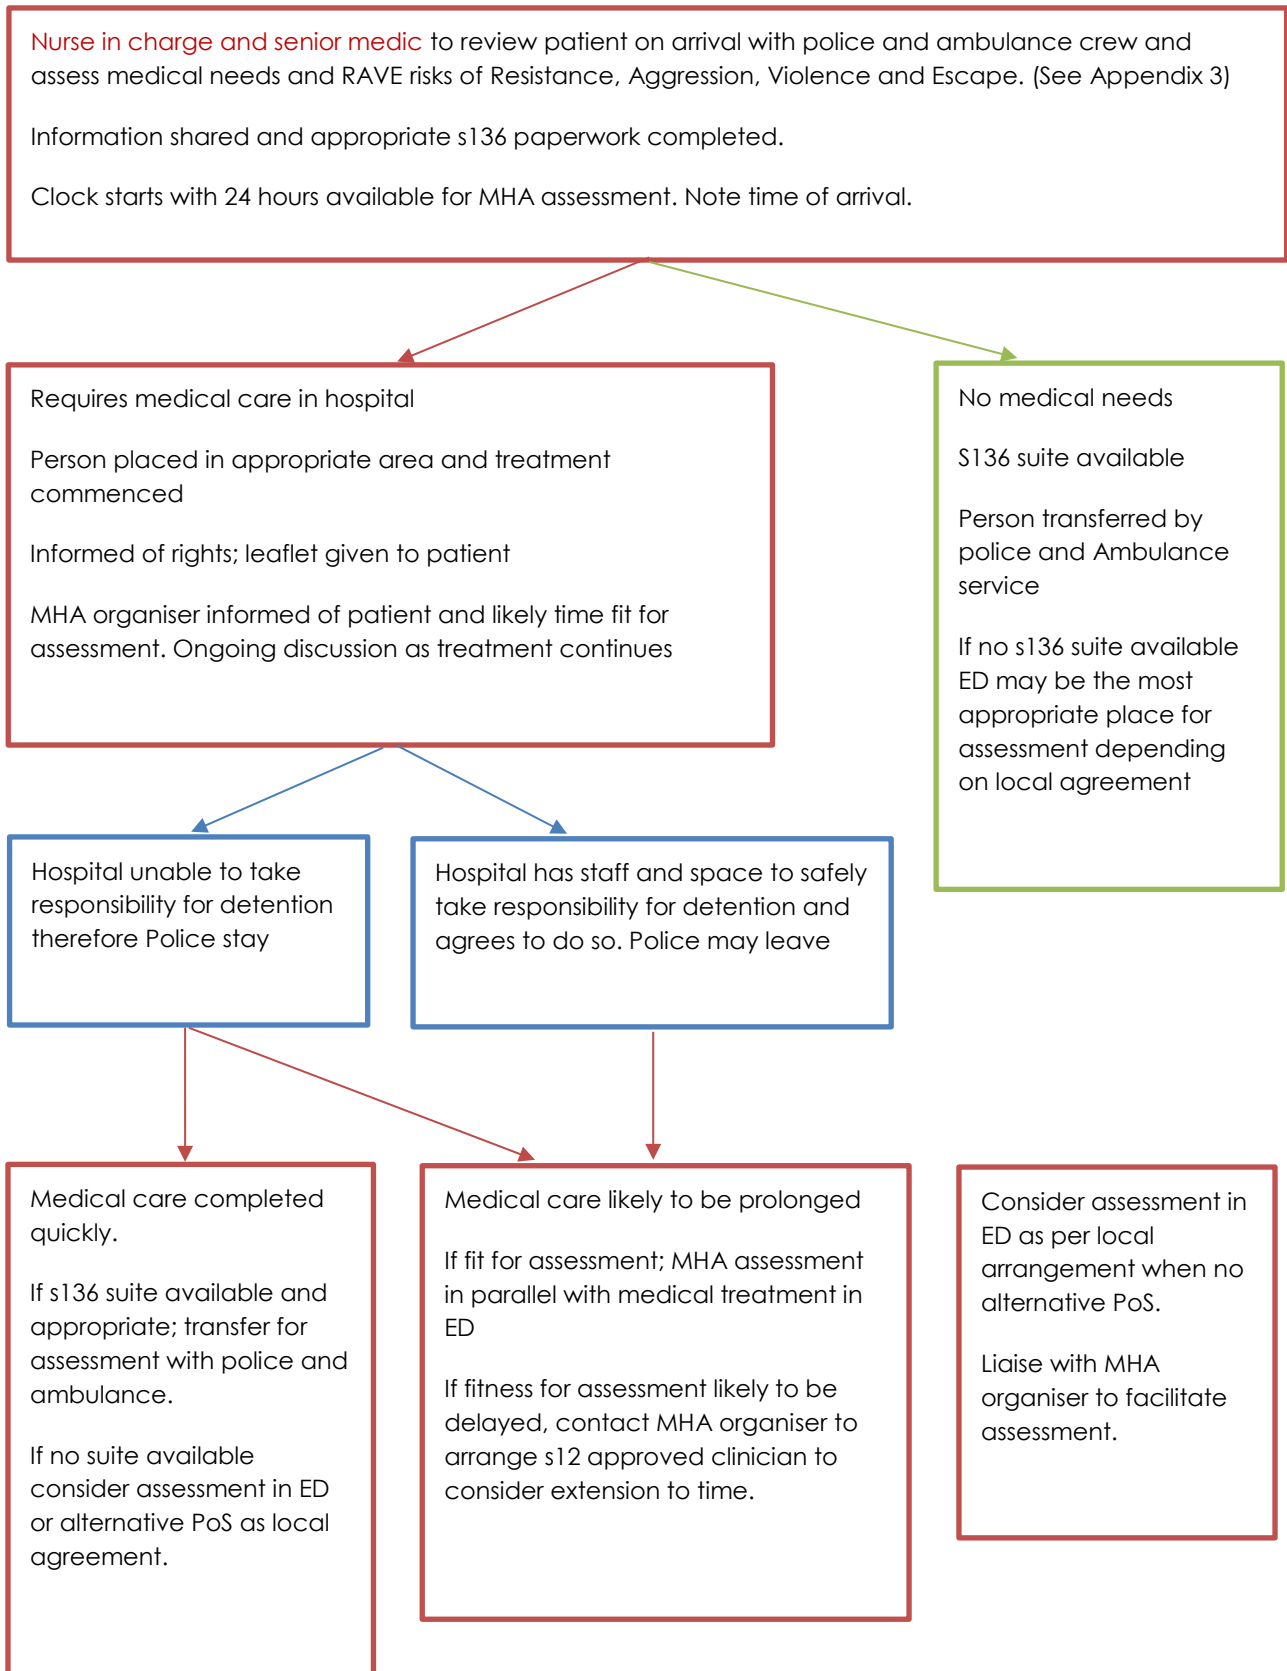 Nurse in charge and senior medic to review patient on arrival with police and ambulance crew and
assess medical needs and RAVE risks of Resistance, Aggression, Violence and Escape. (See Appendix 3)
Information shared and appropriate s136 paperwork completed.
Clock starts with 24 hours available for MHA assessment. Note time of arrival.
Requires medical care in hospital
Person placed in appropriate area and treatment
commenced
Informed of rights; leaflet given to patient
MHA organiser informed of patient and likely time fit for
assessment. Ongoing discussion as treatment continues
No medical needs
S136 suite available
Person transferred by
police and Ambulance
service
If no s136 suite available
ED may be the most
appropriate place for
assessment depending
on local agreement
Hospital unable to take
responsibility for detention
therefore Police stay
Hospital has staff and space to safely
take responsibility for detention and
agrees to do so. Police may leave
Medical care completed
quickly.
If s136 suite available and
appropriate; transfer for
assessment with police and
ambulance.
If no suite available
consider assessment in ED
or alternative PoS as local
agreement.
Medical care likely to be prolonged
If fit for assessment; MHA assessment
in parallel with medical treatment in
ED
If fitness for assessment likely to be
delayed, contact MHA organiser to
arrange s12 approved clinician to
consider extension to time.
Consider assessment in
ED as per local
arrangement when no
alternative PoS.
Liaise with MHA
organiser to facilitate
assessment.